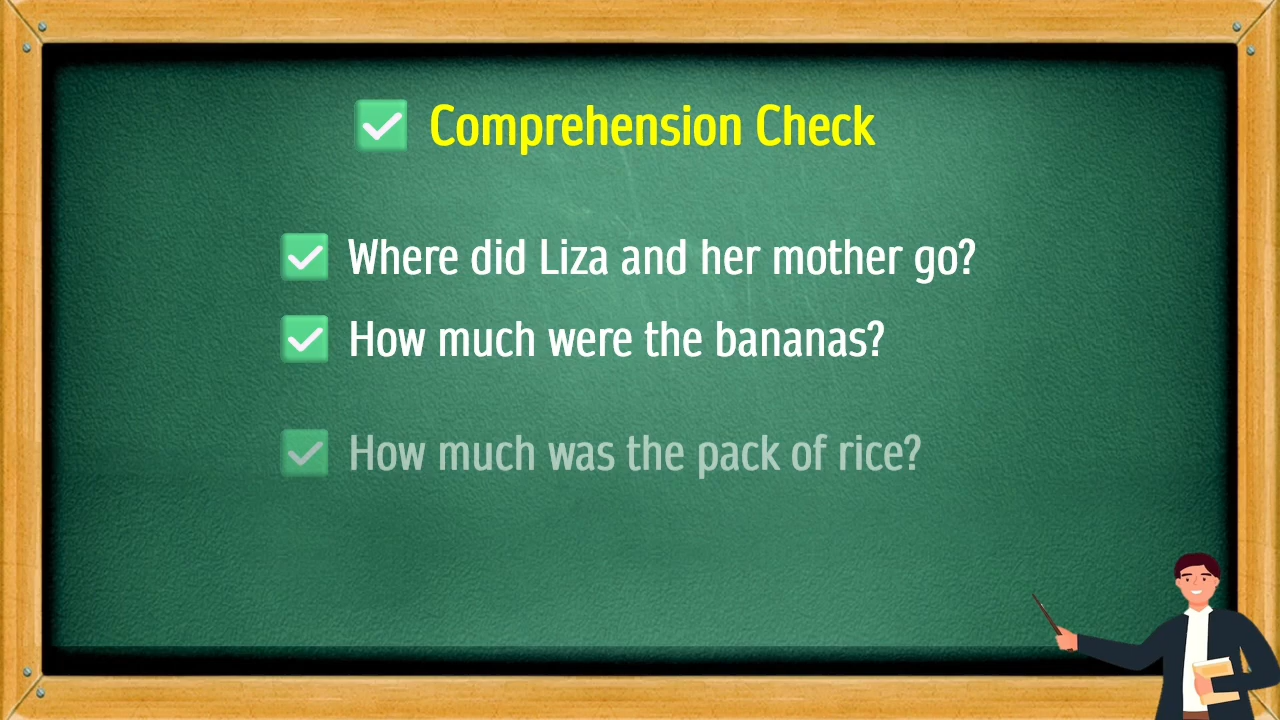 ✅ Comprehension Check
✅ Where did Liza and her mother go?
✅ How much were the bananas?
✅ How much was the pack of rice?